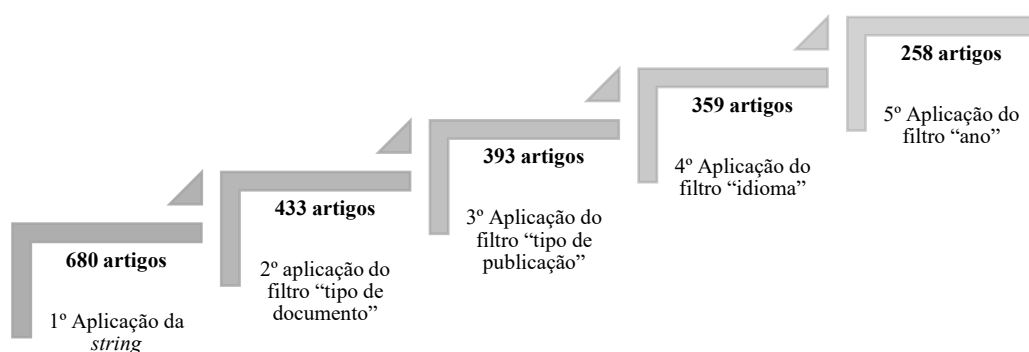 680 artigos
1º Aplicação da
string
433 artigos
2º aplicação do
filtro “tipo de
documento”
393 artigos
3º Aplicação do
filtro “tipo de
publicação”
359 artigos
4º Aplicação do
filtro “idioma”
258 artigos
5º Aplicação do
filtro “ano”